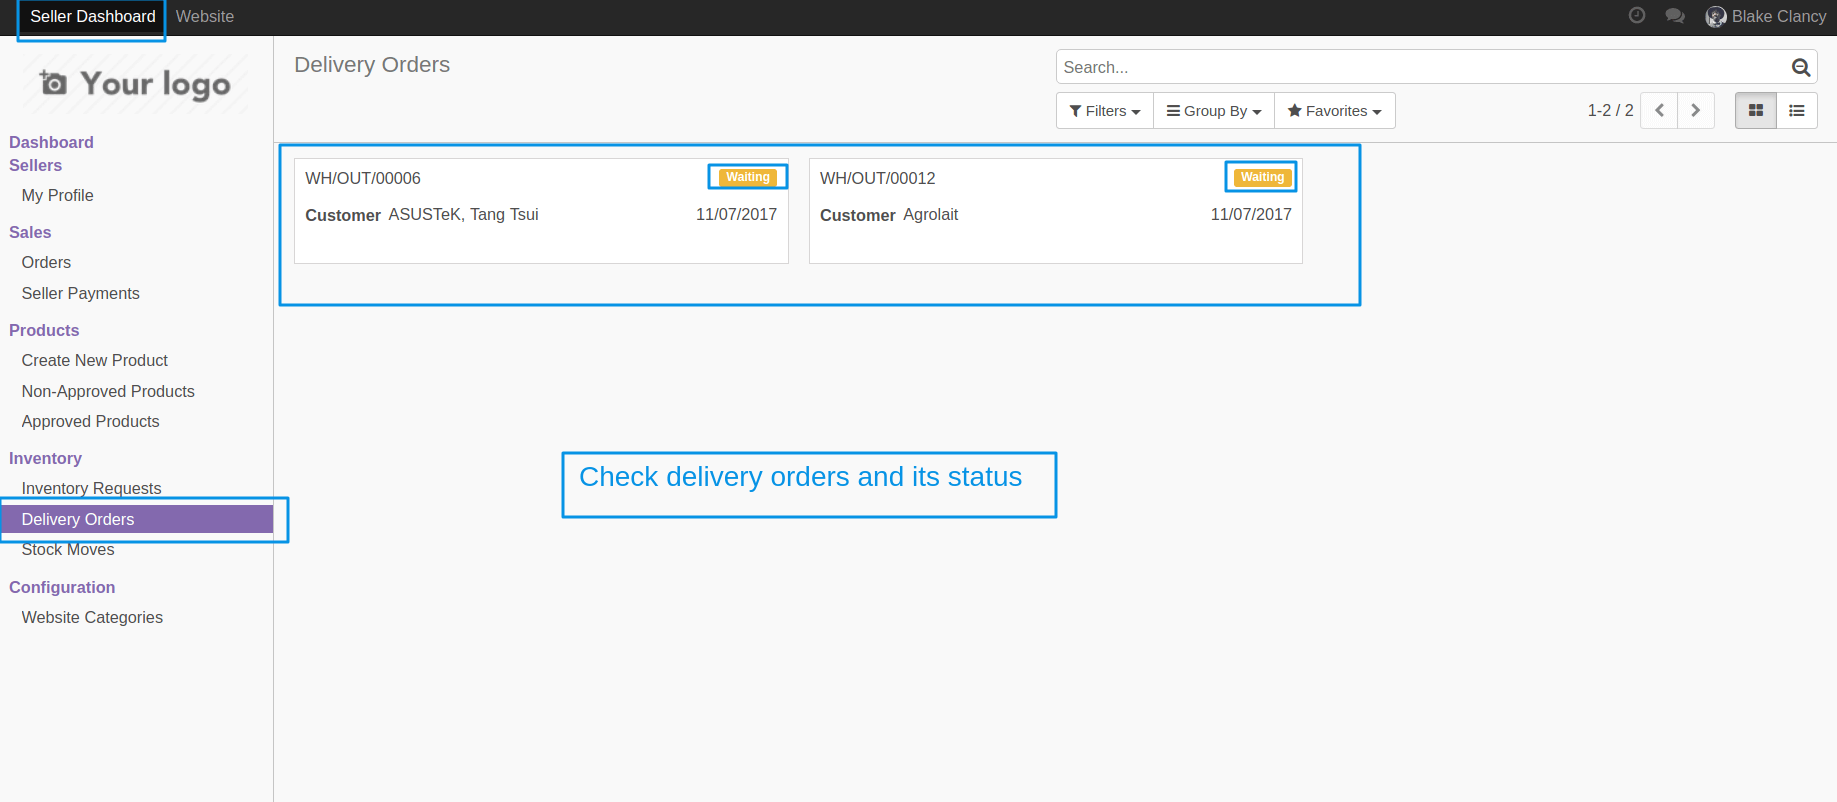 Seller Dashboard Website Blake Clancy
Your logo
Delivery Orders
Search...
Filters Group By Favorites 1-2 / 2
Dashboard
Sellers
My Profile
Sales
Orders
Seller Payments
Products
Create New Product
Non-Approved Products
Approved Products
Inventory
Inventory Requests
Delivery Orders
Stock Moves
Configuration
Website Categories
WH/OUT/00006 Waiting
Customer ASUSTeK, Tang Tsui 11/07/2017
WH/OUT/00012 Waiting
Customer Agrolait 11/07/2017
Check delivery orders and its status